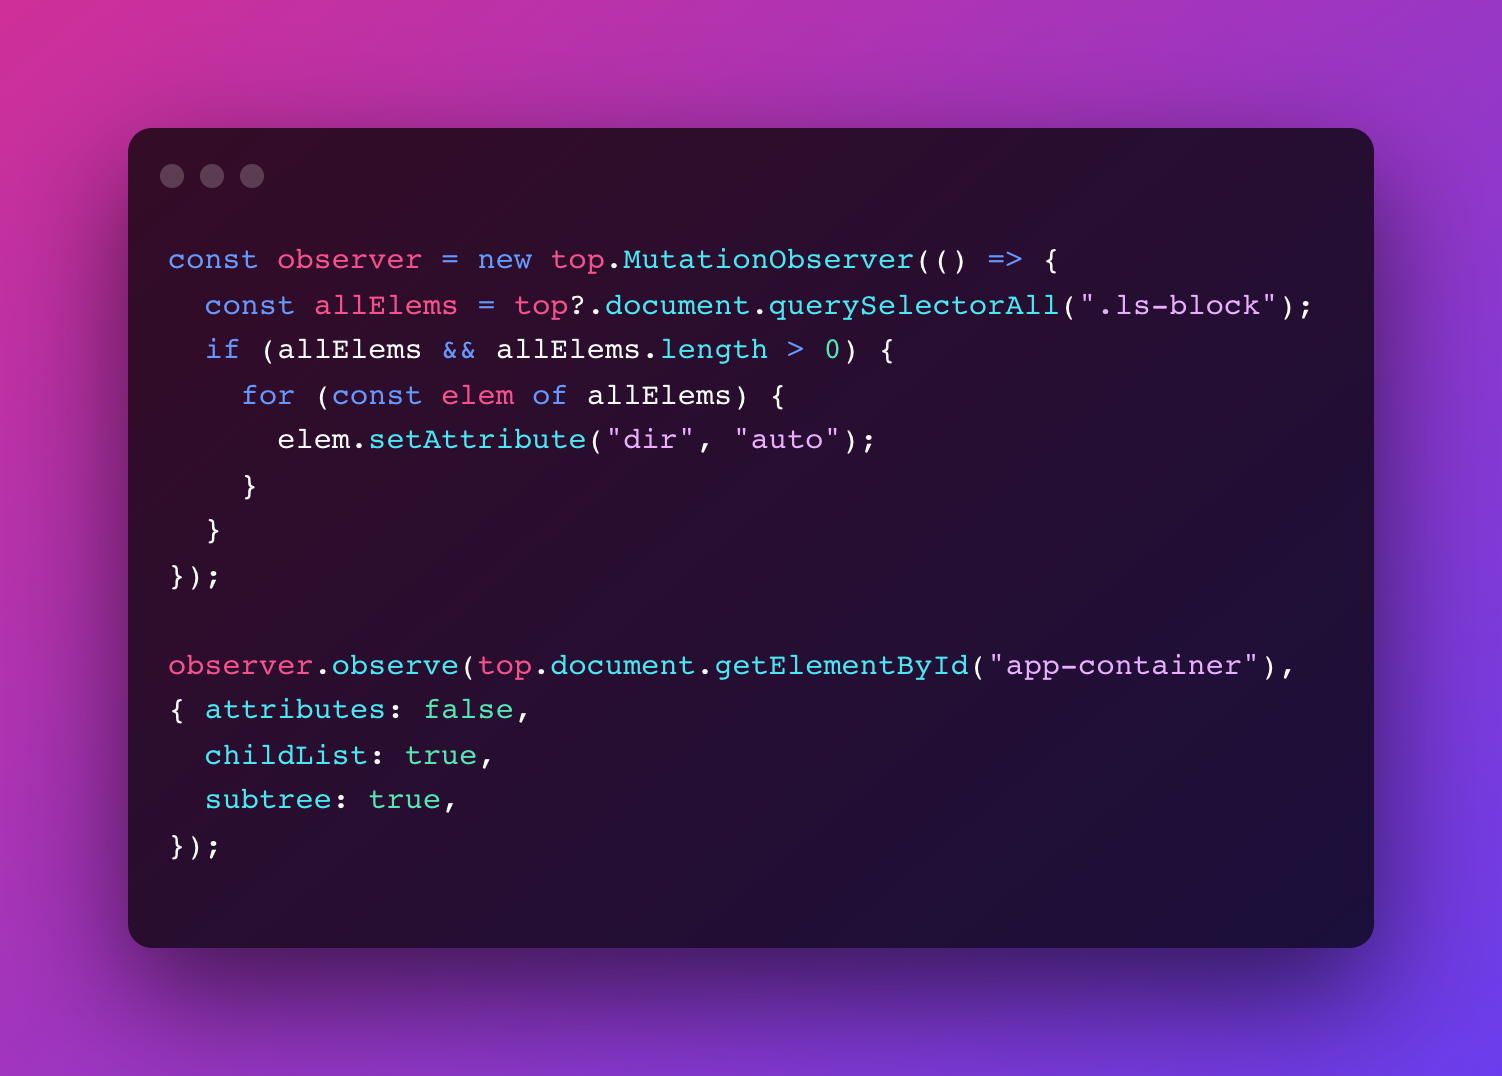 const observer = new top.MutationObserver(() => {
  const allElems = top?.document.querySelectorAll(".ls-block");
  if (allElems && allElems.length > 0) {
    for (const elem of allElems) {
      elem.setAttribute("dir", "auto");
    }
  }
});

observer.observe(top.document.getElementById("app-container"),
{ attributes: false,
  childList: true,
  subtree: true,
});